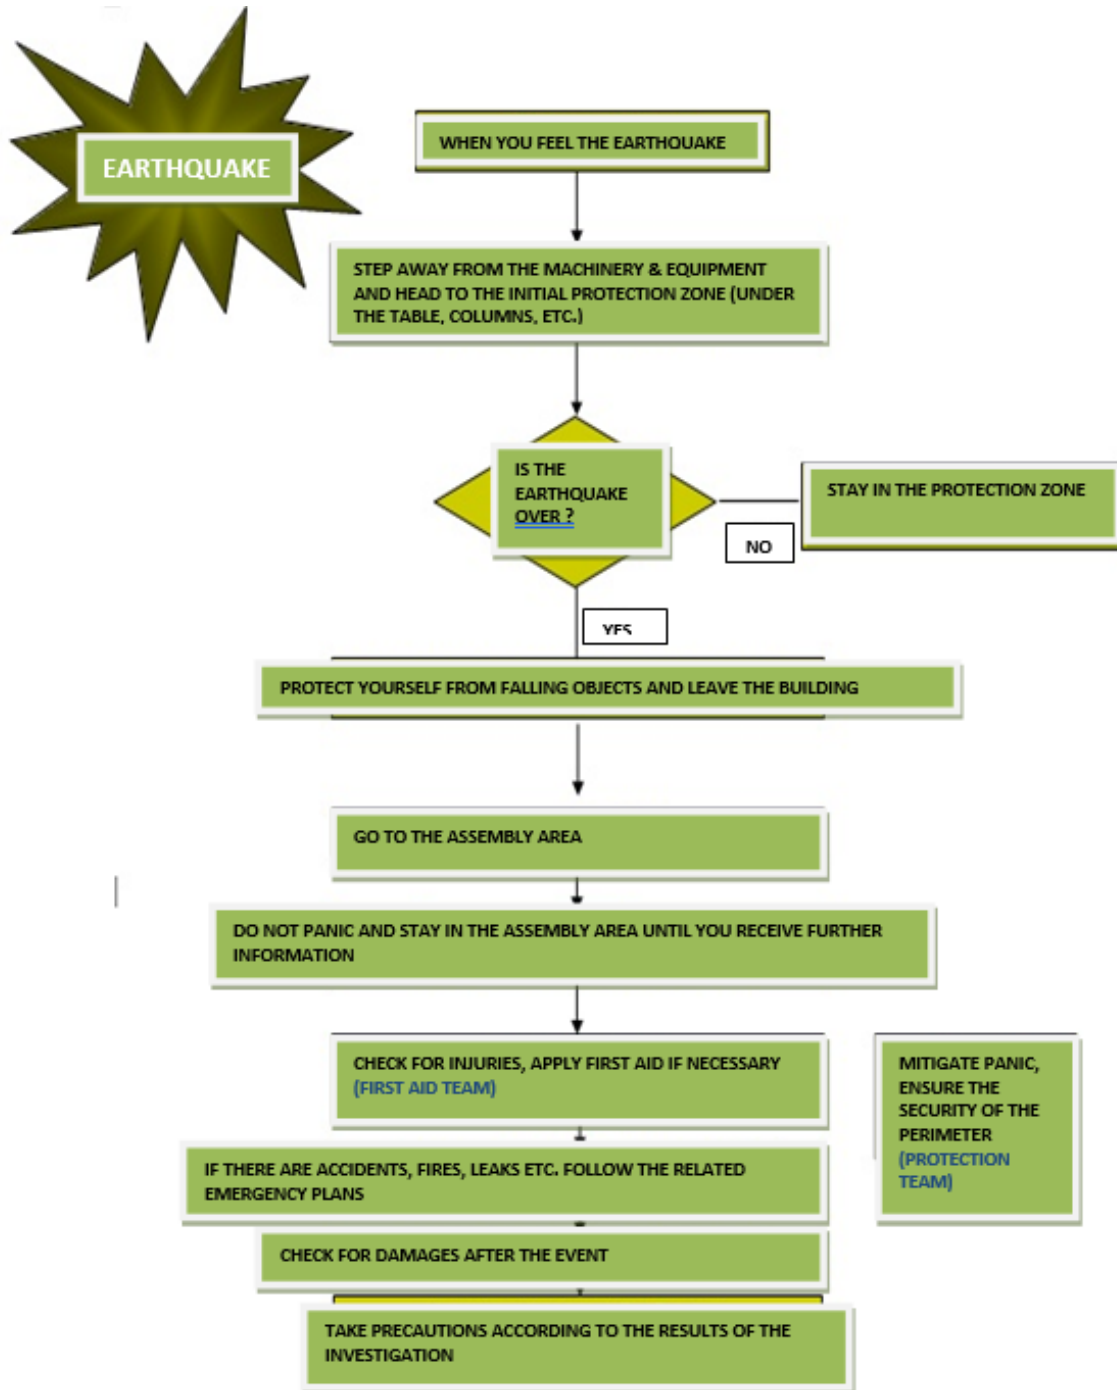 EARTHQUAKE
WHEN YOU FEEL THE EARTHQUAKE
STEP AWAY FROM THE MACHINERY & EQUIPMENT
AND HEAD TO THE INITIAL PROTECTION ZONE (UNDER
THE TABLE, COLUMNS, ETC.)
IS THE
EARTHQUAKE
OVER ?
STAY IN THE PROTECTION ZONE
NO
YES
PROTECT YOURSELF FROM FALLING OBJECTS AND LEAVE THE BUILDING
GO TO THE ASSEMBLY AREA
DO NOT PANIC AND STAY IN THE ASSEMBLY AREA UNTIL YOU RECEIVE FURTHER
INFORMATION
CHECK FOR INJURIES, APPLY FIRST AID IF NECESSARY
(FIRST AID TEAM)
MITIGATE PANIC,
ENSURE THE
SECURITY OF THE
PERIMETER
(PROTECTION
TEAM)
IF THERE ARE ACCIDENTS, FIRES, LEAKS ETC. FOLLOW THE RELATED
EMERGENCY PLANS
CHECK FOR DAMAGES AFTER THE EVENT
TAKE PRECAUTIONS ACCORDING TO THE RESULTS OF THE
INVESTIGATION